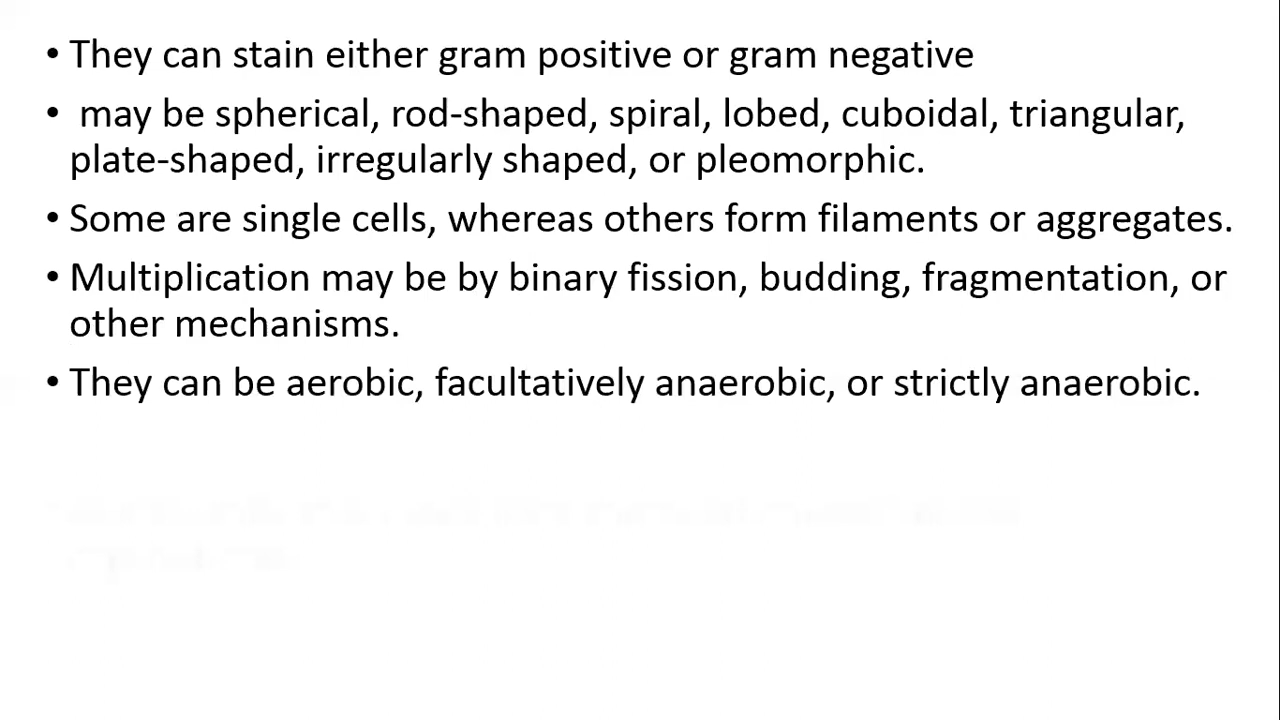 • They can stain either gram positive or gram negative
• may be spherical, rod-shaped, spiral, lobed, cuboidal, triangular,
plate-shaped, irregularly shaped, or pleomorphic.
• Some are single cells, whereas others form filaments or aggregates.
• Multiplication may be by binary fission, budding, fragmentation, or
other mechanisms.
• They can be aerobic, facultatively anaerobic, or strictly anaerobic.